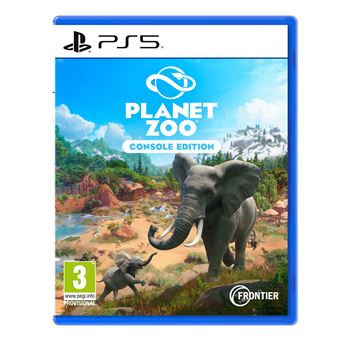 PS5
PLANET
ZOO
CONSOLE EDITION
3
www.pegi.info
PROVISIONAL
FRONTIER